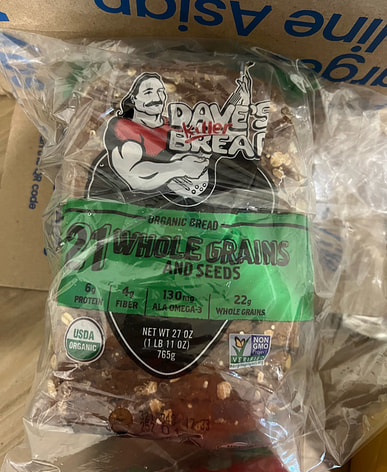 DAVE'S
Killer
BREAD
ORGANIC BREAD
21 WHOLE GRAINS
AND SEEDS
6g PROTEIN
4g FIBER
130mg ALA OMEGA-3
22g WHOLE GRAINS
USDA
ORGANIC
NET WT 27 OZ
(1 LB 11 OZ)
765g
NON
GMO
Project
VERIFIED
line Asian
QR code